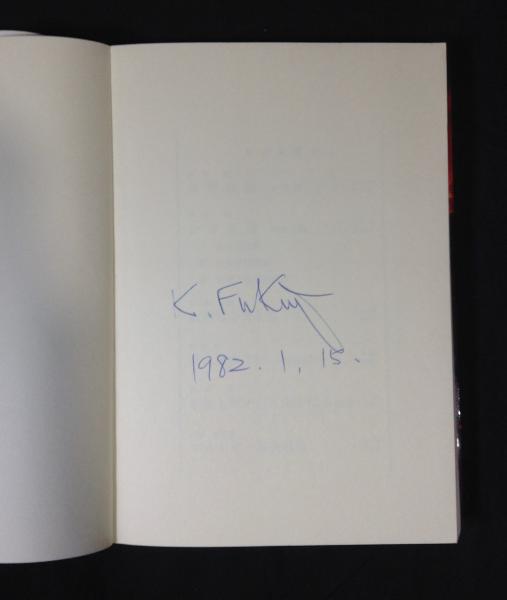 K. Fukui
1982. 1, 15.